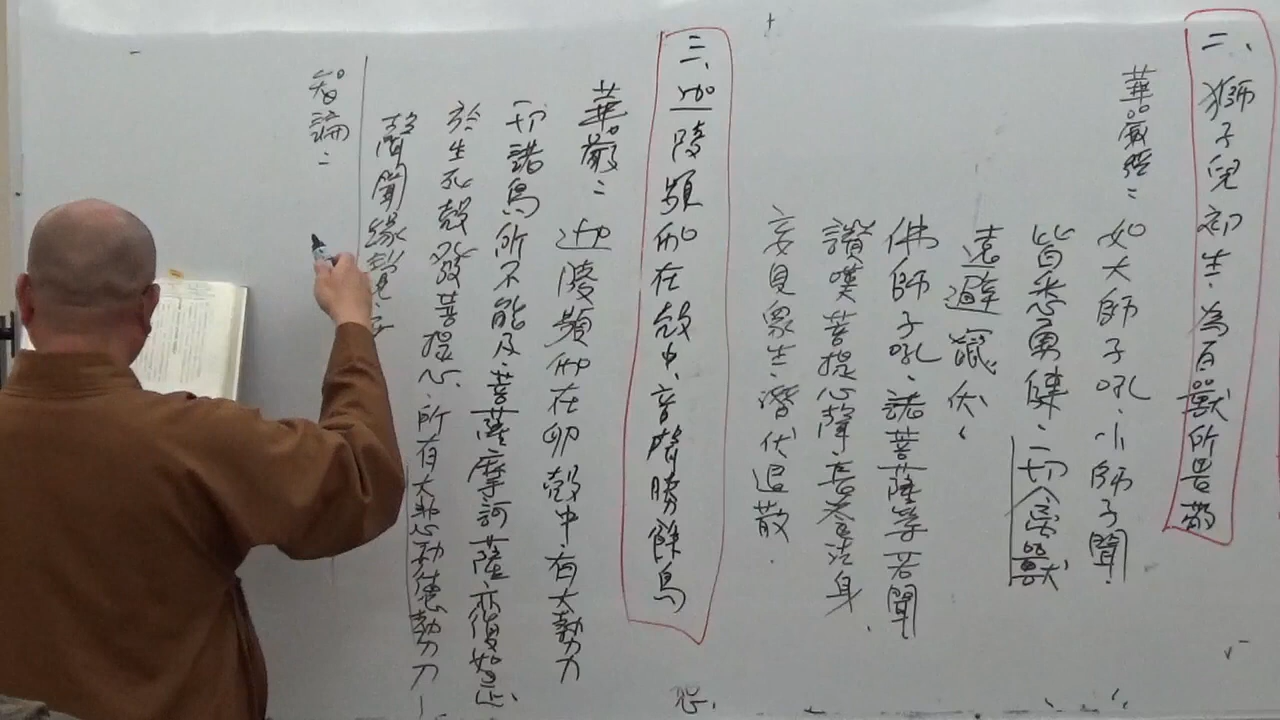 二、獅子兒初生、為百獸所畏敬
華嚴經：如大師子吼、小師子聞
皆悉勇健、一切禽獸
遠避竄伏、
佛師子吼、諸菩薩等若聞
讚嘆菩提心聲、長養法身
妄見眾生、潛伏退散．
三、迦陵頻伽在殼中、音聲勝餘鳥
華嚴：迦陵頻伽在卵殼中、有大勢力
一切諸鳥所不能及、菩薩摩訶薩、亦復如是、
於生死殼發菩提心、所有大悲功德勢力
聲聞緣覺
智論：